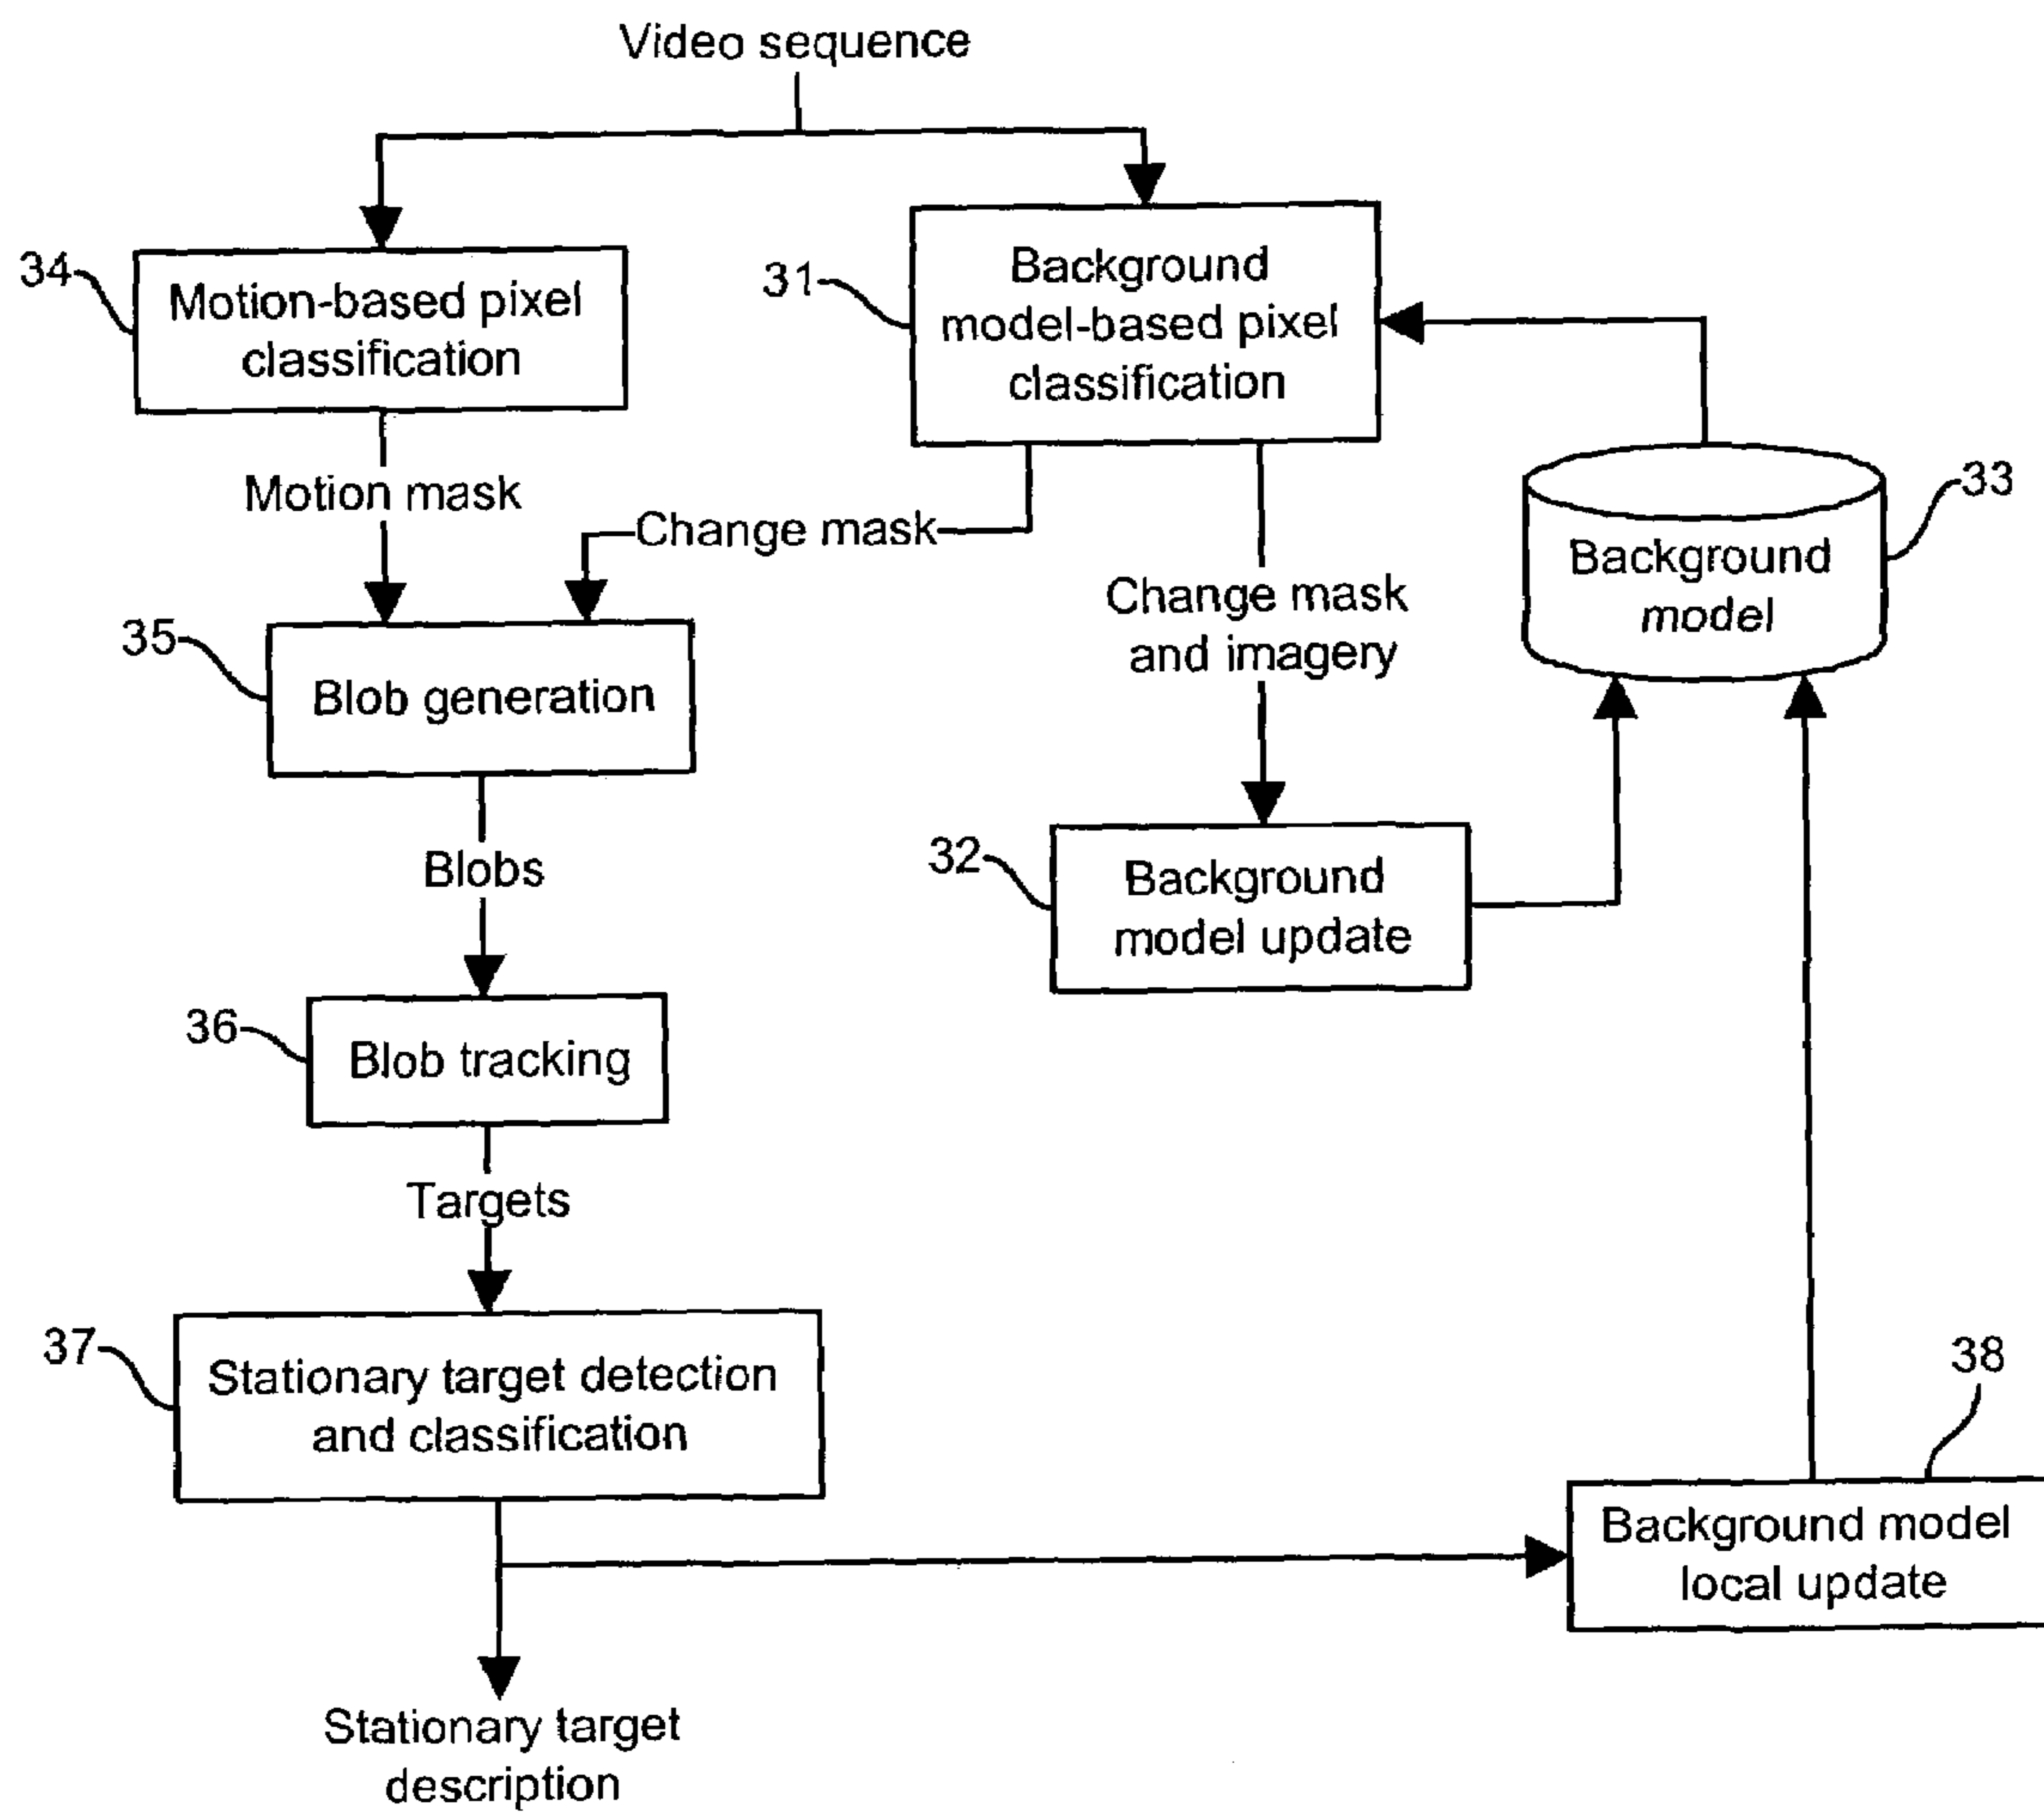 Video sequence
34
Motion-based pixel
classification
31
Background
model-based pixel
classification
33
Background
model
Motion mask
Change mask
Change mask
and imagery
35
Blob generation
32
Background
model update
Blobs
36
Blob tracking
Targets
37
Stationary target detection
and classification
38
Background model
local update
Stationary target
description